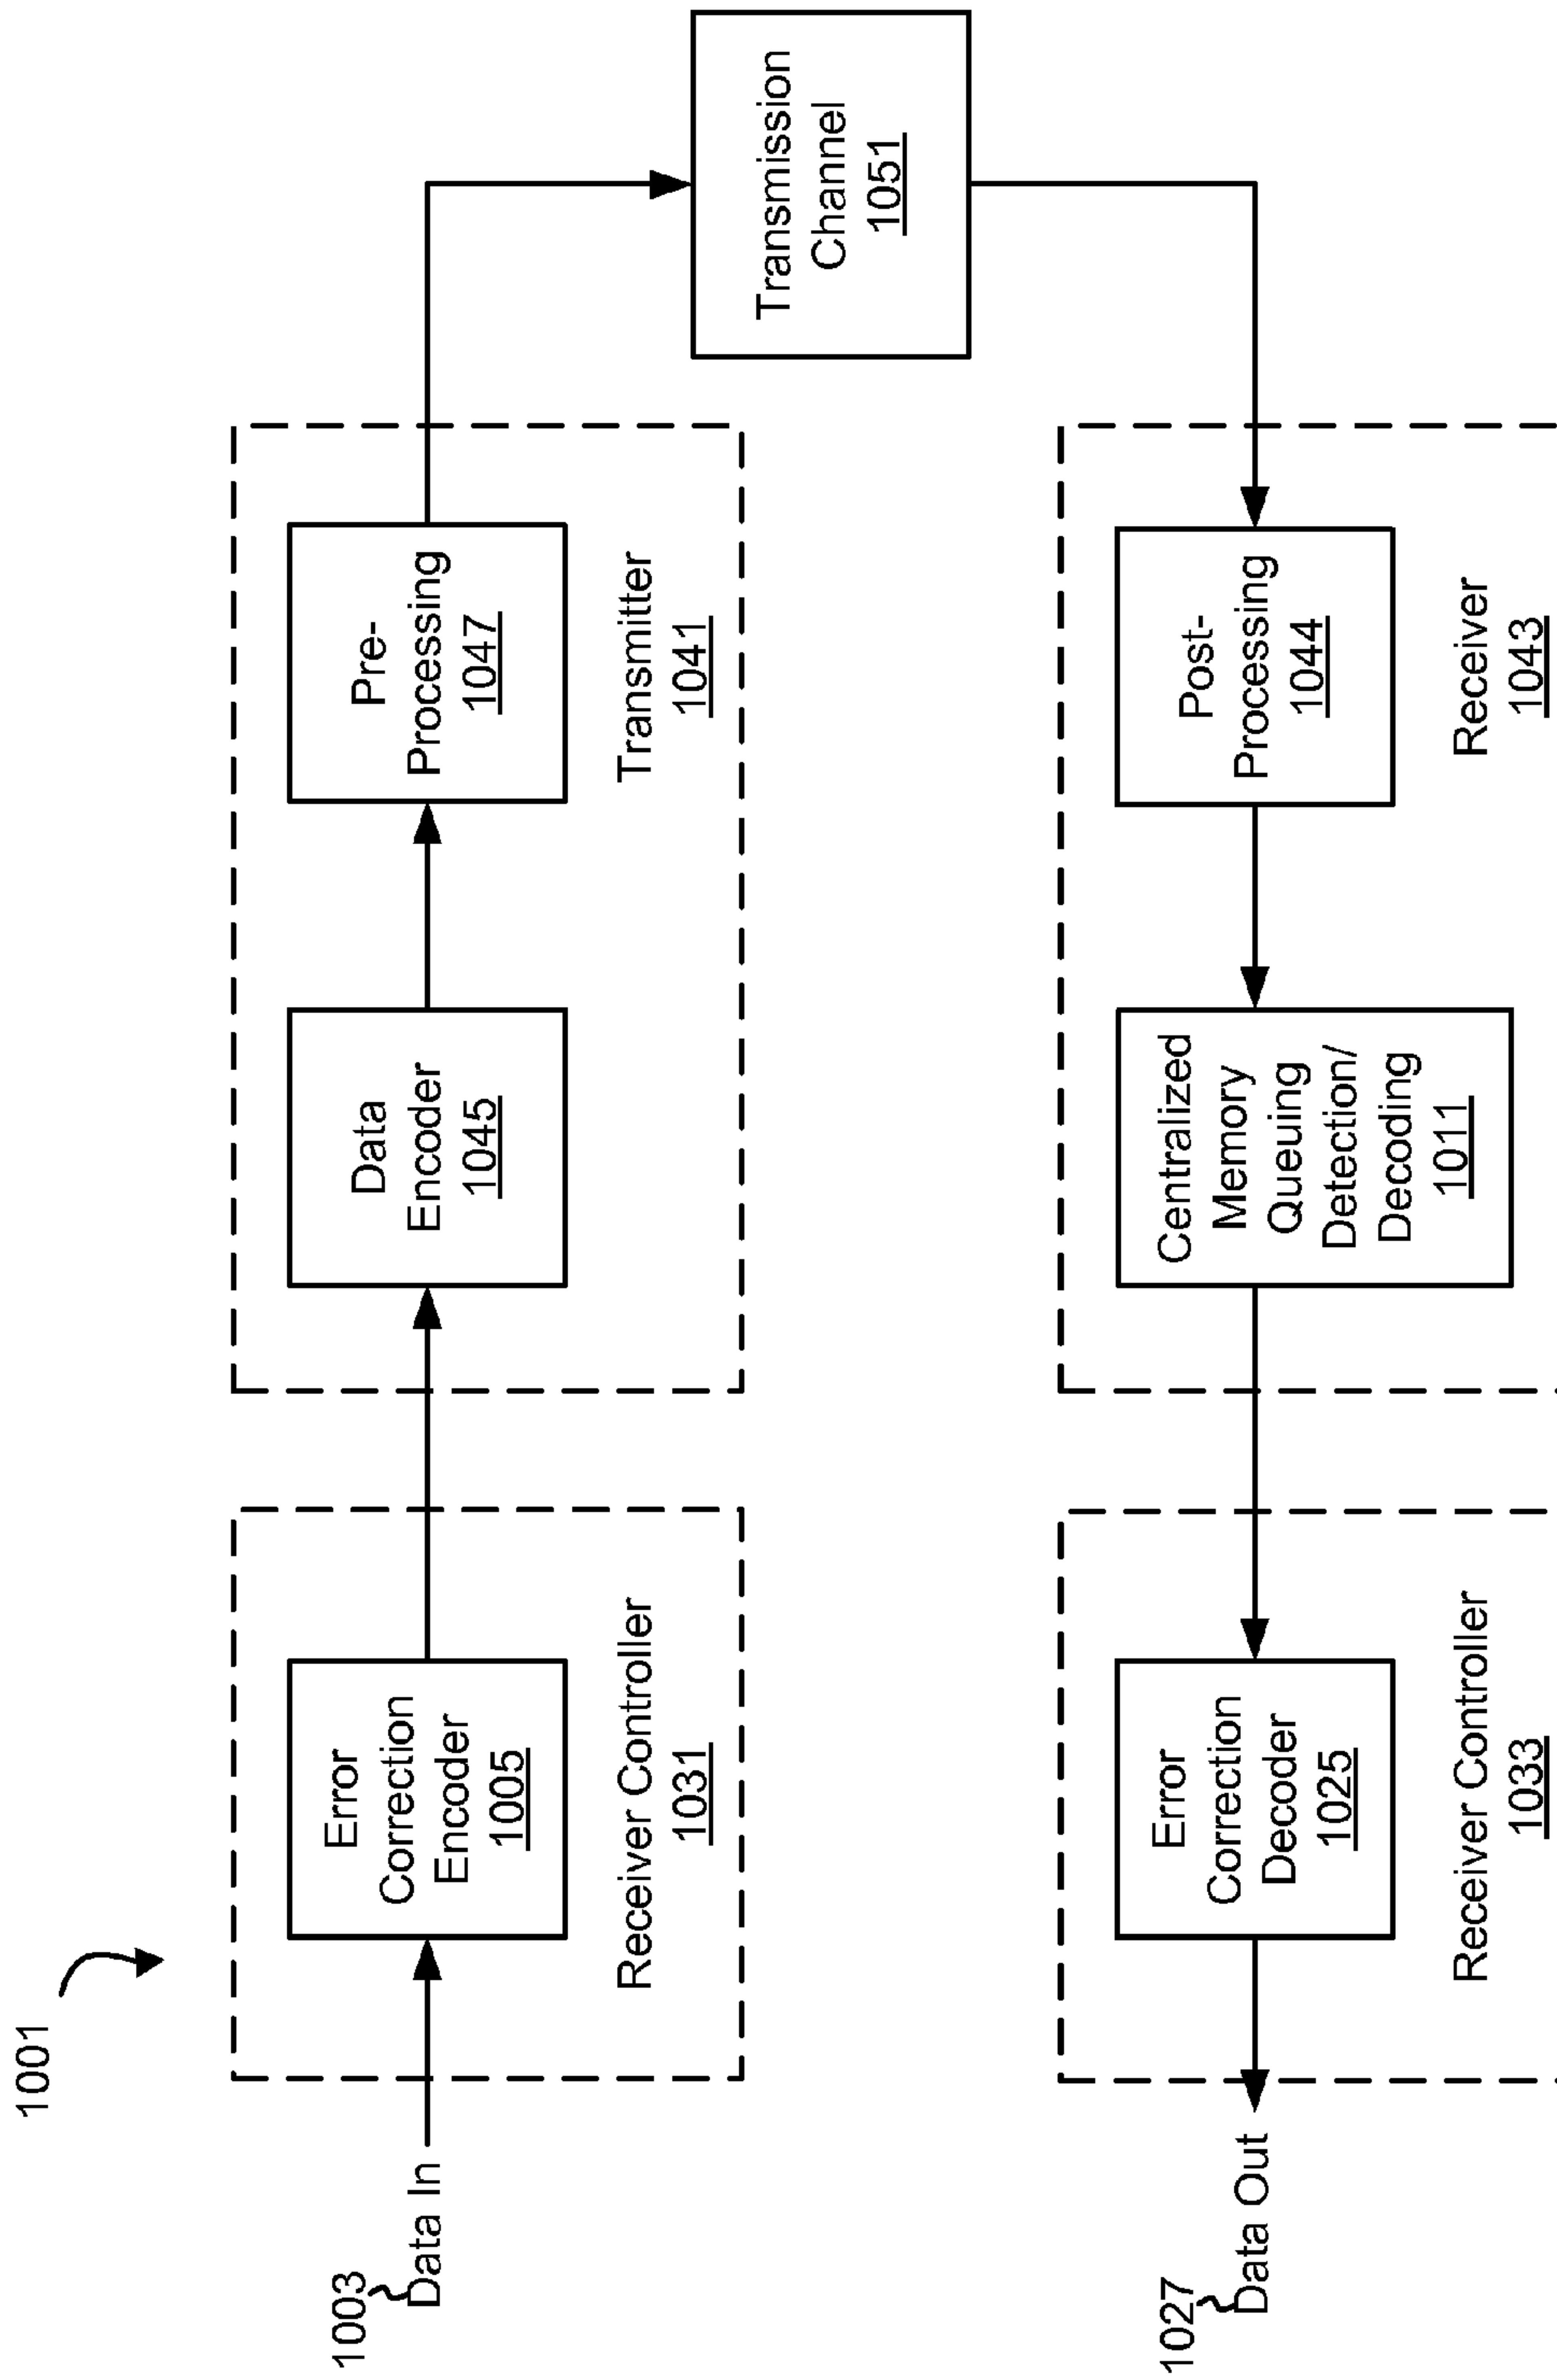 1001
1003
Data In
Error
Correction
Encoder
1005
Receiver Controller
1031
Data
Encoder
1045
Pre-
Processing
1047
Transmitter
1041
Transmission
Channel
1051
Post-
Processing
1044
Centralized
Memory
Queuing
Detection/
Decoding
1011
Receiver
1043
Error
Correction
Decoder
1025
Receiver Controller
1033
1027
Data Out